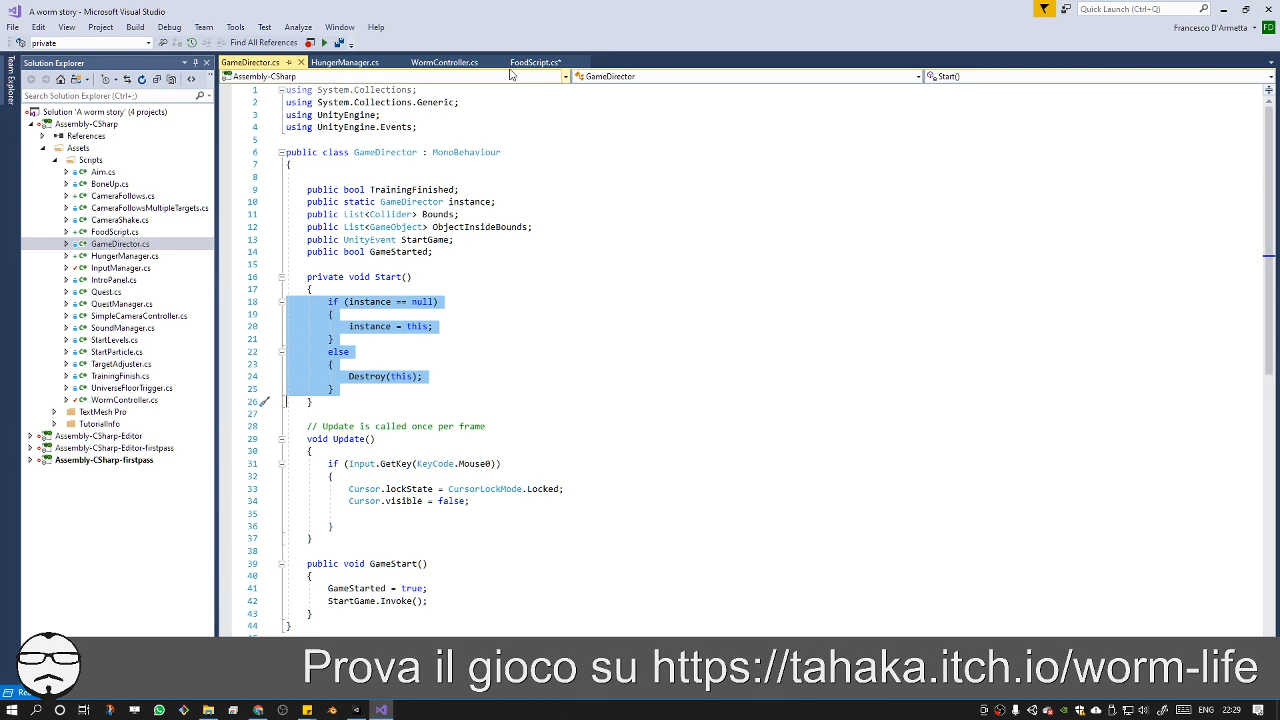 A worm story - Microsoft Visual Studio
Quick Launch (Ctrl+Q)
File Edit View Project Build Debug Team Tools Test Analyze Window Help
Francesco D'Armetta FD
private
Find All References
Team Explorer
Solution Explorer
GameDirector.cs HungerManager.cs WormController.cs FoodScript.cs*
Assembly-CSharp GameDirector Start()
Search Solution Explorer (Ctrl+;)
Solution 'A worm story' (4 projects)
Assembly-CSharp
References
Assets
Scripts
Aim.cs
BoneUp.cs
CameraFollows.cs
CameraFollowsMultipleTargets.cs
CameraShake.cs
FoodScript.cs
GameDirector.cs
HungerManager.cs
InputManager.cs
IntroPanel.cs
Quest.cs
QuestManager.cs
SimpleCameraController.cs
SoundManager.cs
StartLevels.cs
StartParticle.cs
TargetAdjuster.cs
TrainingFinish.cs
UniverseFloorTrigger.cs
WormController.cs
TextMesh Pro
TutorialInfo
Assembly-CSharp-Editor
Assembly-CSharp-Editor-firstpass
Assembly-CSharp-firstpass
1 using System.Collections;
2 using System.Collections.Generic;
3 using UnityEngine;
4 using UnityEngine.Events;
5
6 public class GameDirector : MonoBehaviour
7 {
8
9 public bool TrainingFinished;
10 public static GameDirector instance;
11 public List<Collider> Bounds;
12 public List<GameObject> ObjectInsideBounds;
13 public UnityEvent StartGame;
14 public bool GameStarted;
15
16 private void Start()
17 {
18 if (instance == null)
19 {
20 instance = this;
21 }
22 else
23 {
24 Destroy(this);
25 }
26 }
27
28 // Update is called once per frame
29 void Update()
30 {
31 if (Input.GetKey(KeyCode.Mouse0))
32 {
33 Cursor.lockState = CursorLockMode.Locked;
34 Cursor.visible = false;
35
36 }
37 }
38
39 public void GameStart()
40 {
41 GameStarted = true;
42 StartGame.Invoke();
43 }
44 }
Prova il gioco su https://tahaka.itch.io/worm-life
ENG 22:29